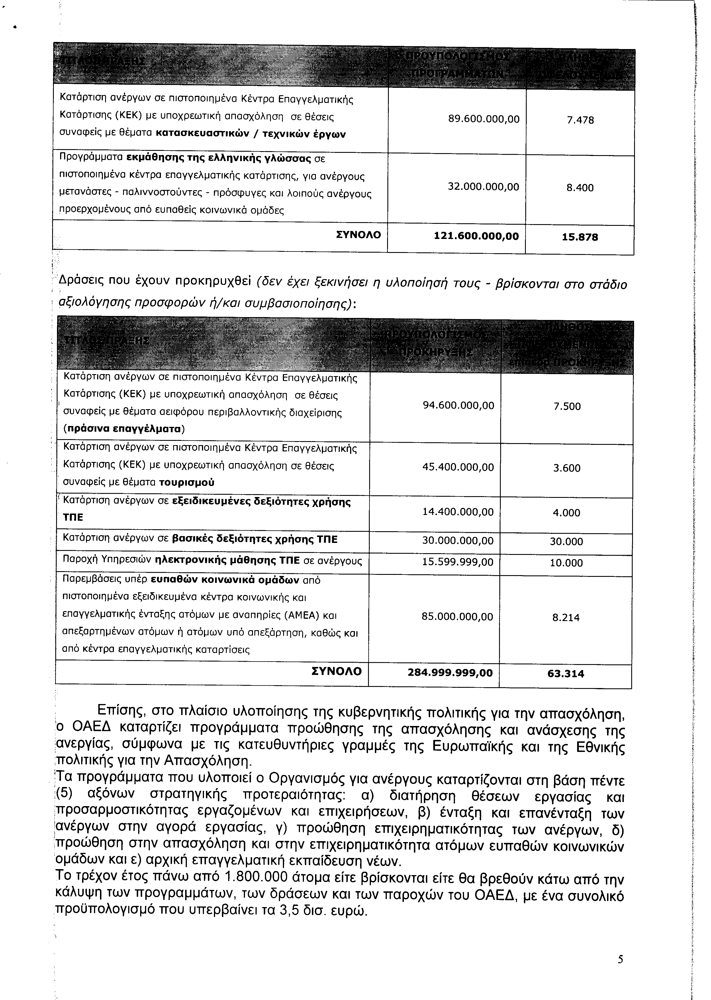 ΤΙΤΛΟΣ ΠΡΑΞΗΣ
ΠΡΟΥΠΟΛΟΓΙΣΜΟΣ
ΠΡΟΓΡΑΜΜΑΤΩΝ
ΠΛΗΘΟΣ
ΩΦΕΛΟΥΜΕΝΩΝ
Κατάρτιση ανέργων σε πιστοποιημένα Κέντρα Επαγγελματικής
Κατάρτισης (ΚΕΚ) με υποχρεωτική απασχόληση σε θέσεις
συναφείς με θέματα κατασκευαστικών / τεχνικών έργων
89.600.000,00
7.478
Προγράμματα εκμάθησης της ελληνικής γλώσσας σε
πιστοποιημένα κέντρα επαγγελματικής κατάρτισης, για ανέργους
μετανάστες - παλιννοστούντες - πρόσφυγες και λοιπούς ανέργους
προερχομένους από ευπαθείς κοινωνικά ομάδες
32.000.000,00
8.400
ΣΥΝΟΛΟ
121.600.000,00
15.878
Δράσεις που έχουν προκηρυχθεί (δεν έχει ξεκινήσει η υλοποίησή τους - βρίσκονται στο στάδιο
αξιολόγησης προσφορών ή/και συμβασιοποίησης):
ΤΙΤΛΟΣ ΠΡΑΞΗΣ
ΠΡΟΥΠΟΛΟΓΙΣΜΟΣ
ΠΡΟΚΗΡΥΞΗΣ
ΠΛΗΘΟΣ
επίπεδο ΠΡΟΚΗΡΥΞΗΣ
Κατάρτιση ανέργων σε πιστοποιημένα Κέντρα Επαγγελματικής
Κατάρτισης (ΚΕΚ) με υποχρεωτική απασχόληση σε θέσεις
συναφείς με θέματα αειφόρου περιβαλλοντικής διαχείρισης
(πράσινα επαγγέλματα)
94.600.000,00
7.500
Κατάρτιση ανέργων σε πιστοποιημένα Κέντρα Επαγγελματικής
Κατάρτισης (ΚΕΚ) με υποχρεωτική απασχόληση σε θέσεις
συναφείς με θέματα τουρισμού
45.400.000,00
3.600
Κατάρτιση ανέργων σε εξειδικευμένες δεξιότητες χρήσης
ΤΠΕ
14.400.000,00
4.000
Κατάρτιση ανέργων σε βασικές δεξιότητες χρήσης ΤΠΕ
30.000.000,00
30.000
Παροχή Υπηρεσιών ηλεκτρονικής μάθησης ΤΠΕ σε ανέργους
15.599.999,00
10.000
Παρεμβάσεις υπέρ ευπαθών κοινωνικά ομάδων από
πιστοποιημένα εξειδικευμένα κέντρα κοινωνικής και
επαγγελματικής ένταξης ατόμων με αναπηρίες (ΑΜΕΑ) και
απεξαρτημένων ατόμων ή ατόμων υπό απεξάρτηση, καθώς και
από κέντρα επαγγελματικής καταρτίσεις
85.000.000,00
8.214
ΣΥΝΟΛΟ
284.999.999,00
63.314
Επίσης, στο πλαίσιο υλοποίησης της κυβερνητικής πολιτικής για την απασχόληση,
ο ΟΑΕΔ καταρτίζει προγράμματα προώθησης της απασχόλησης και ανάσχεσης της
ανεργίας, σύμφωνα με τις κατευθυντήριες γραμμές της Ευρωπαϊκής και της Εθνικής
πολιτικής για την Απασχόληση.
Τα προγράμματα που υλοποιεί ο Οργανισμός για ανέργους καταρτίζονται στη βάση πέντε
(5) αξόνων στρατηγικής προτεραιότητας: α) διατήρηση θέσεων εργασίας και
προσαρμοστικότητας εργαζομένων και επιχειρήσεων, β) ένταξη και επανένταξη των
ανέργων στην αγορά εργασίας, γ) προώθηση επιχειρηματικότητας των ανέργων, δ)
προώθηση στην απασχόληση και στην επιχειρηματικότητα ατόμων ευπαθών κοινωνικών
ομάδων και ε) αρχική επαγγελματική εκπαίδευση νέων.
Το τρέχον έτος πάνω από 1.800.000 άτομα είτε βρίσκονται είτε θα βρεθούν κάτω από την
κάλυψη των προγραμμάτων, των δράσεων και των παροχών του ΟΑΕΔ, με ένα συνολικό
προϋπολογισμό που υπερβαίνει τα 3,5 δισ. ευρώ.
5